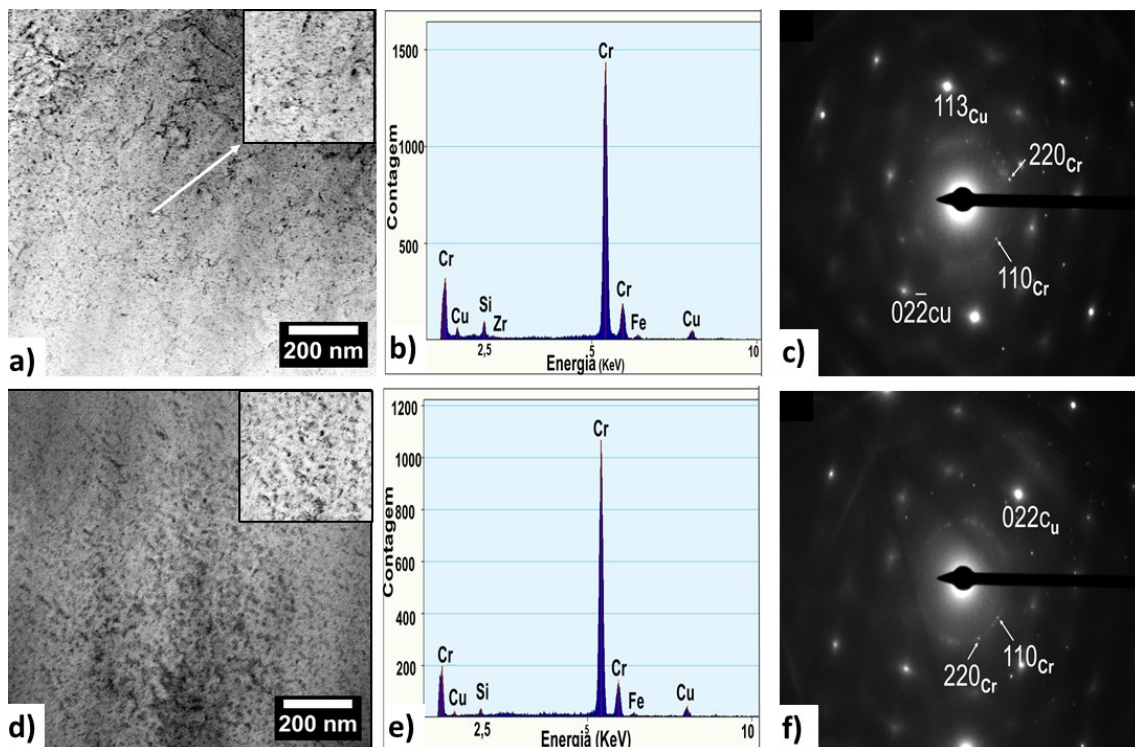 200 nm
a)
Contagem
1500
1000
500
Cr
Cu
Si
Zr
Cr
Cr
Fe
Cu
2,5
5
10
Energia (KeV)
b)
113Cu
220Cr
110Cr
022̅cu
c)
200 nm
d)
Contagem
1200
1000
800
600
400
200
Cr
Cu
Si
Cr
Cr
Fe
Cu
2,5
5
10
Energia (KeV)
e)
022Cu
110Cr
220Cr
f)